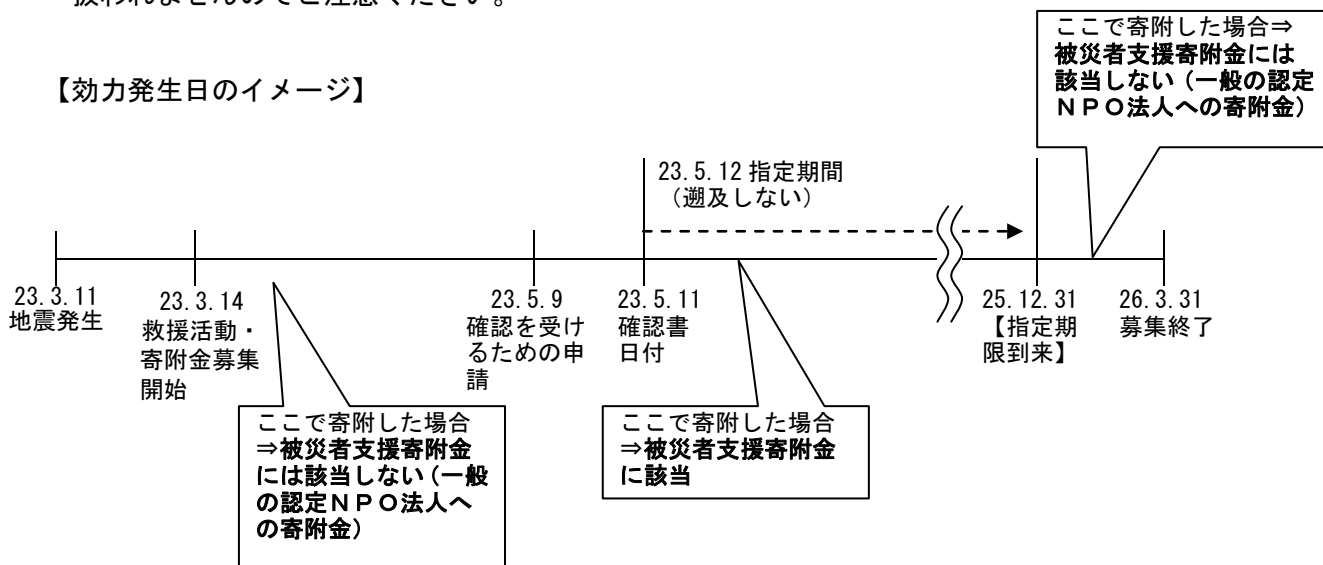 扱われませんのでご注意ください。
【効力発生日のイメージ】
ここで寄附した場合⇒
被災者支援寄附金には
該当しない（一般の認定
ＮＰＯ法人への寄附金）
23.5.12 指定期間
（遡及しない）
23.3.11
地震発生
23.3.14
救援活動・
寄附金募集
開始
23.5.9
確認を受け
るための申
請
23.5.11
確認書
日付
25.12.31
【指定期
限到来】
26.3.31
募集終了
ここで寄附した場合
⇒被災者支援寄附金
には該当しない（一般
の認定ＮＰＯ法人へ
の寄附金）
ここで寄附した場合
⇒被災者支援寄附金
に該当